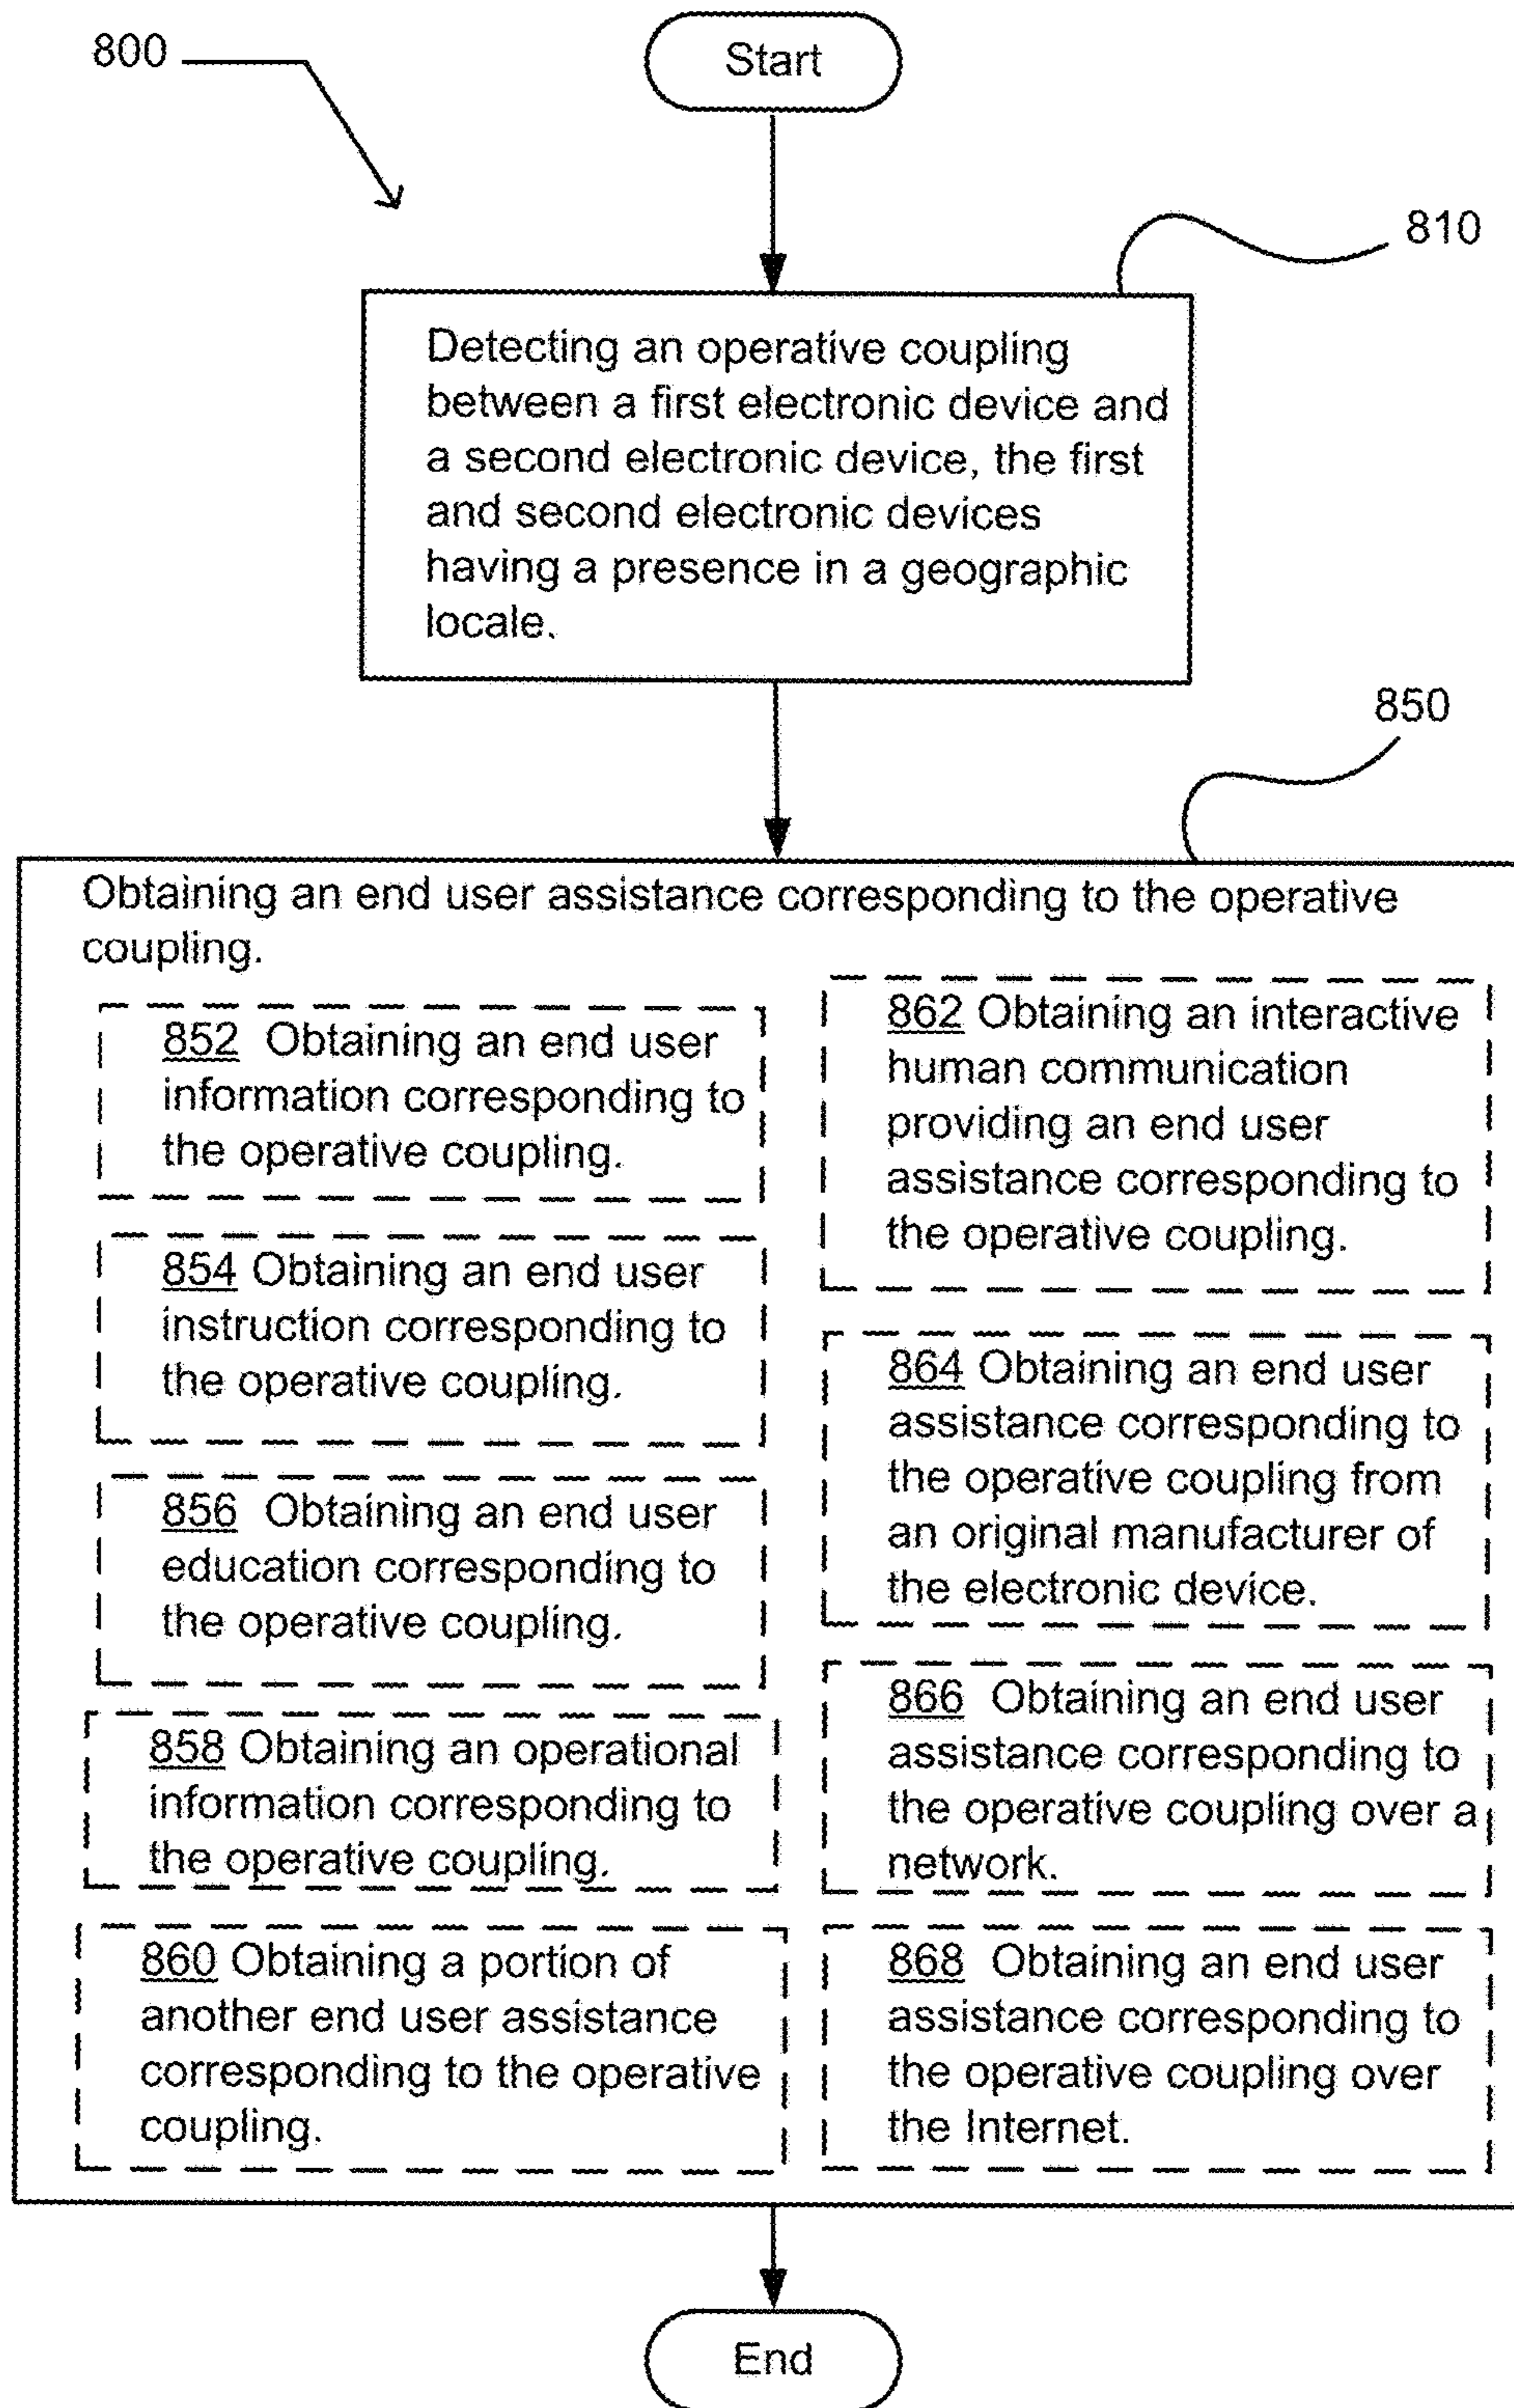 800
Start
810
Detecting an operative coupling
between a first electronic device and
a second electronic device, the first
and second electronic devices
having a presence in a geographic
locale.
850
Obtaining an end user assistance corresponding to the operative
coupling.
852 Obtaining an end user
information corresponding to
the operative coupling.
854 Obtaining an end user
instruction corresponding to
the operative coupling.
856 Obtaining an end user
education corresponding to
the operative coupling.
858 Obtaining an operational
information corresponding to
the operative coupling.
860 Obtaining a portion of
another end user assistance
corresponding to the operative
coupling.
862 Obtaining an interactive
human communication
providing an end user
assistance corresponding to
the operative coupling.
864 Obtaining an end user
assistance corresponding to
the operative coupling from
an original manufacturer of
the electronic device.
866 Obtaining an end user
assistance corresponding to
the operative coupling over a
network.
868 Obtaining an end user
assistance corresponding to
the operative coupling over
the Internet.
End